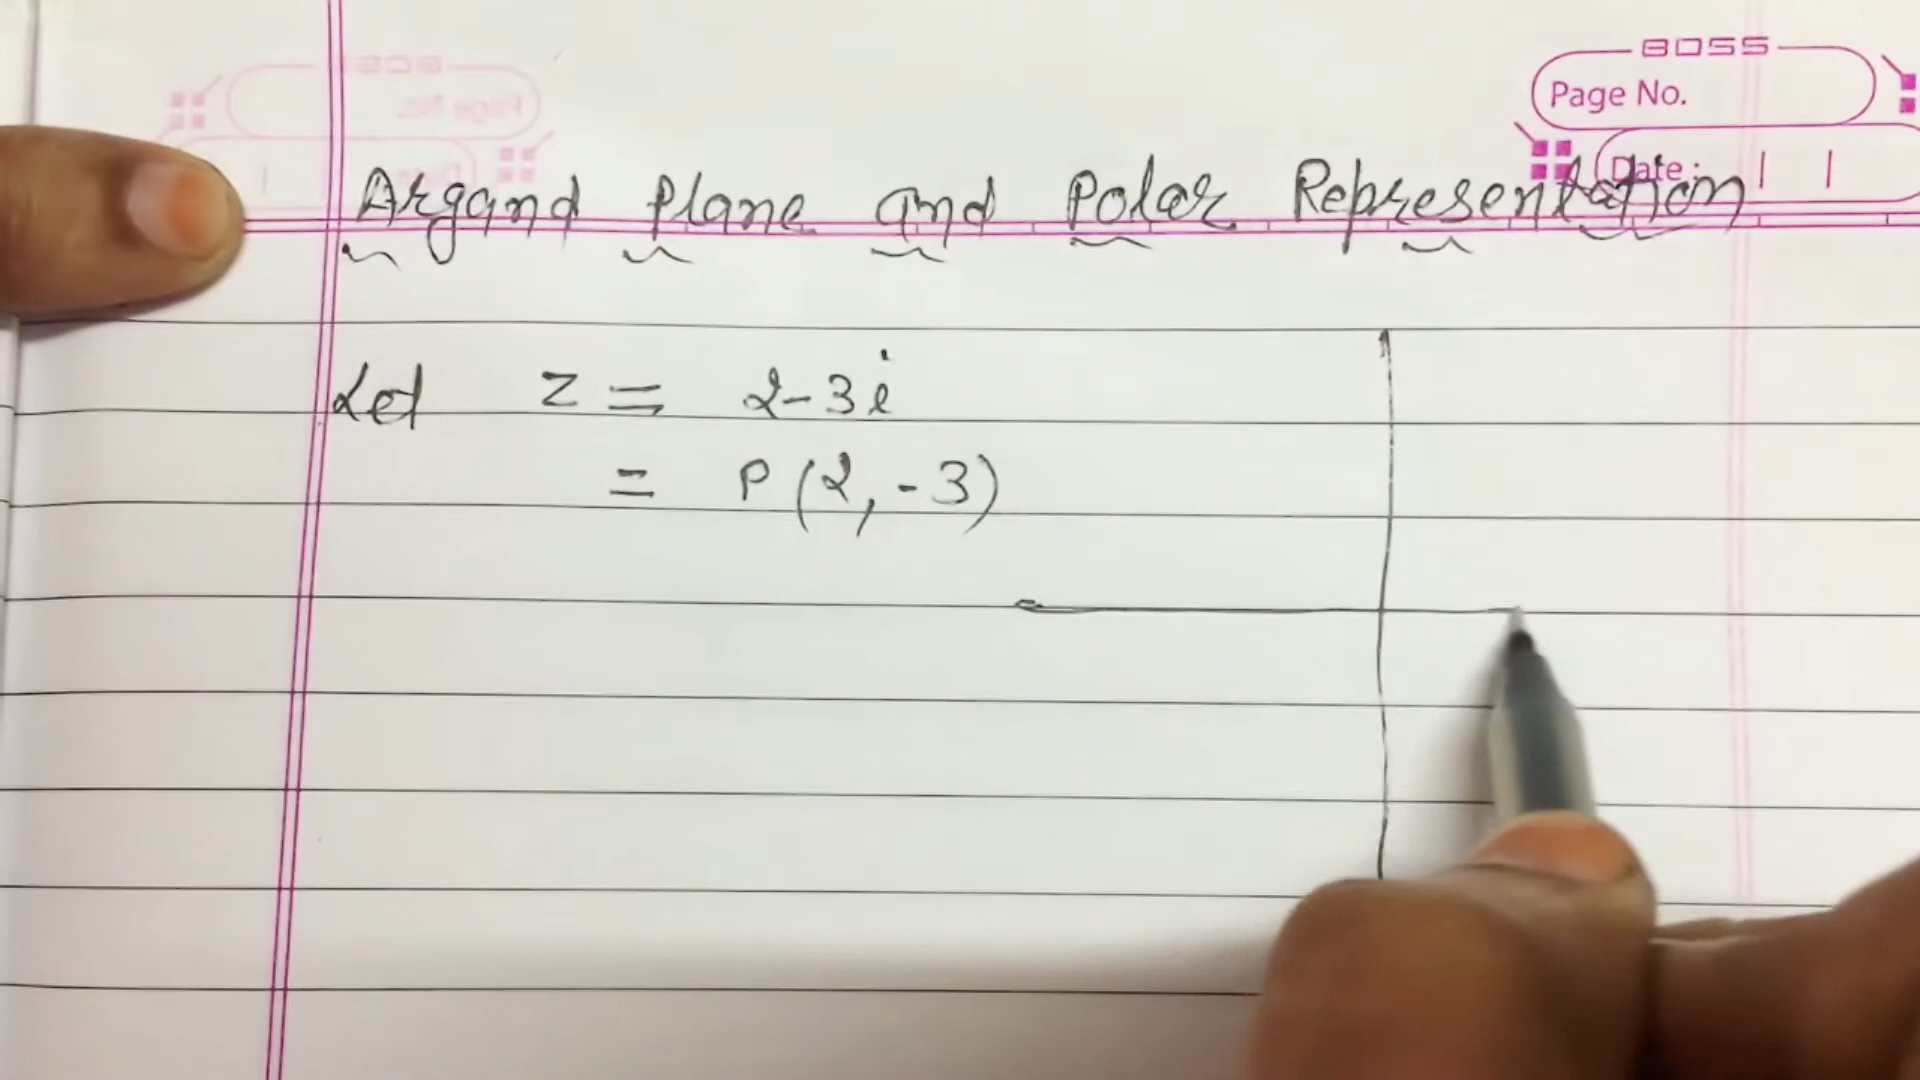 BOSS
Page No.
Date :
Argand Plane and Polar Representation
Let z = 2-3i
= P (2, -3)